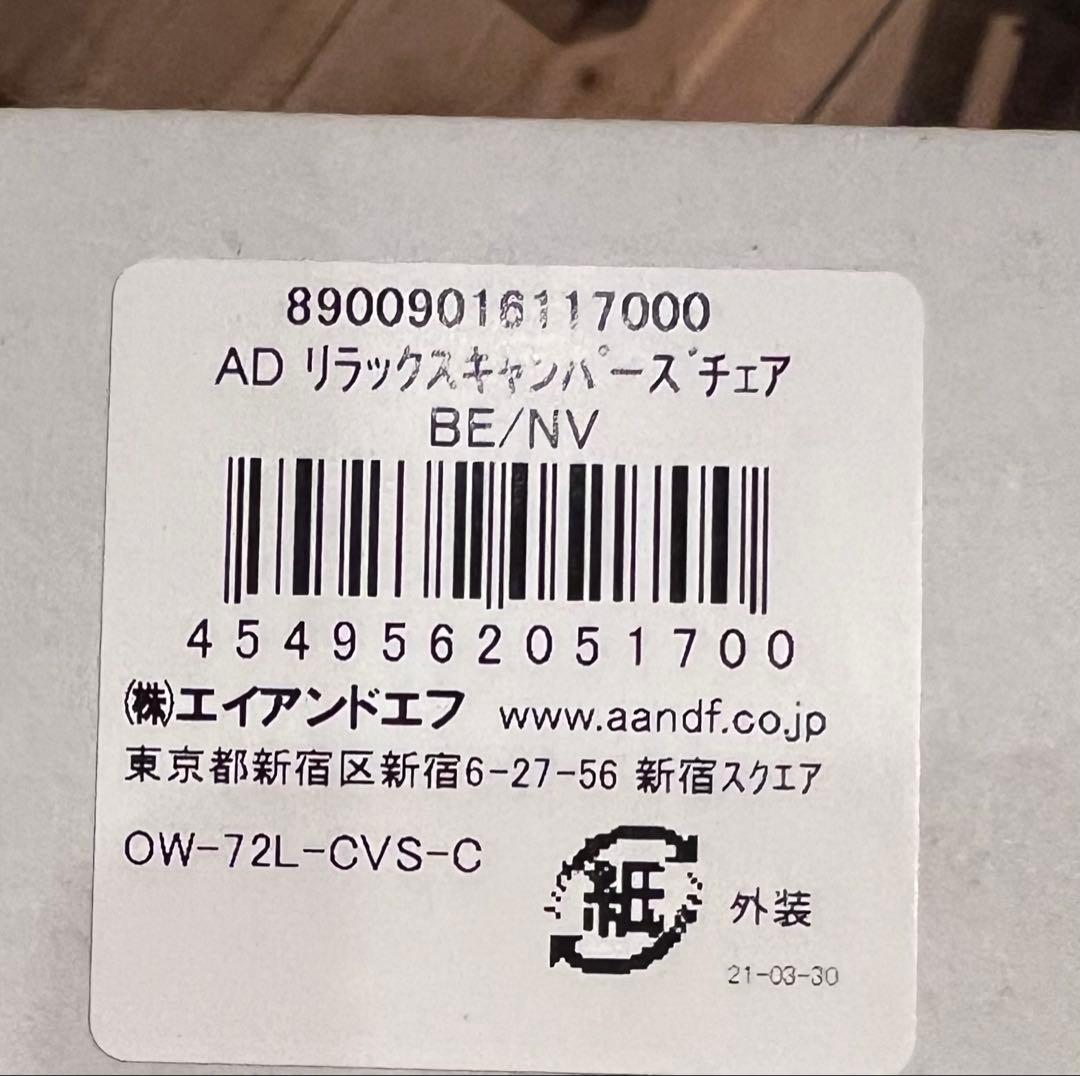 89009016117000
AD リラックスキャンパーズチェア
BE/NV
4549562051700
㈱エイアンドエフ www.aandf.co.jp
東京都新宿区新宿6-27-56 新宿スクエア
OW-72L-CVS-C
紙 外装
21-03-30